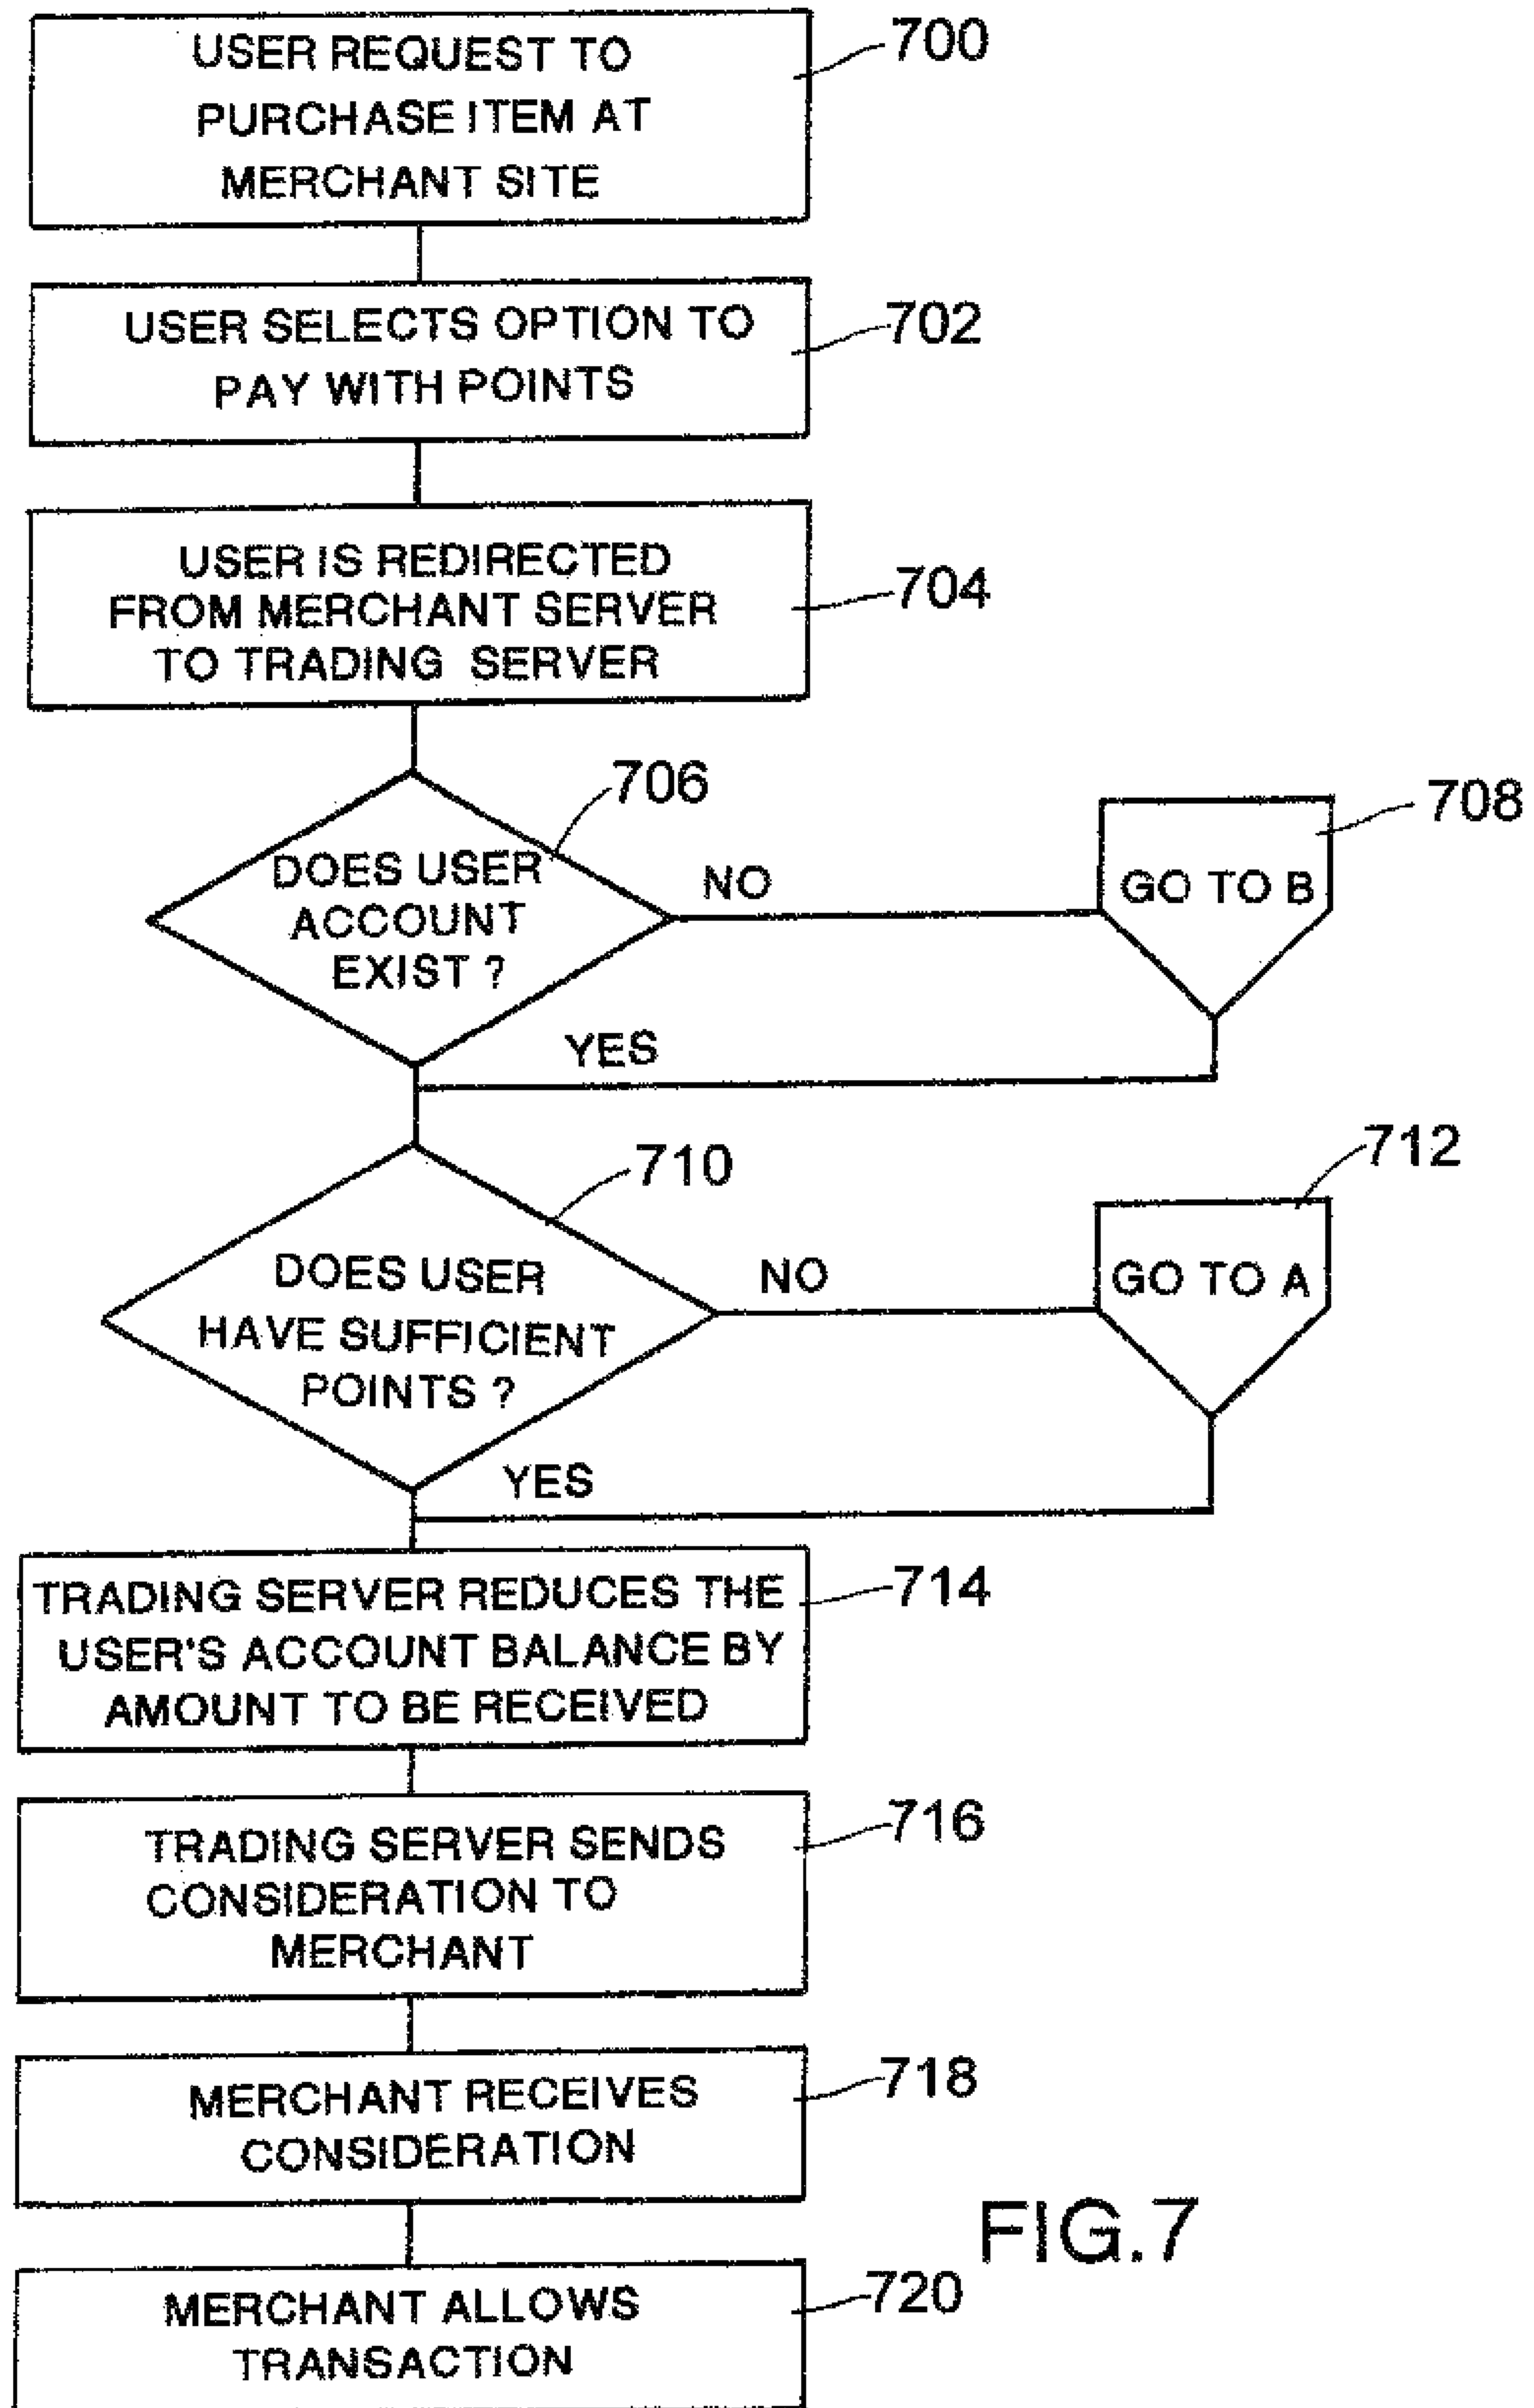 USER REQUEST TO
PURCHASE ITEM AT
MERCHANT SITE
700
USER SELECTS OPTION TO
PAY WITH POINTS
702
USER IS REDIRECTED
FROM MERCHANT SERVER
TO TRADING SERVER
704
DOES USER
ACCOUNT
EXIST ?
706
NO
GO TO B
708
YES
DOES USER
HAVE SUFFICIENT
POINTS ?
710
NO
GO TO A
712
YES
TRADING SERVER REDUCES THE
USER'S ACCOUNT BALANCE BY
AMOUNT TO BE RECEIVED
714
TRADING SERVER SENDS
CONSIDERATION TO
MERCHANT
716
MERCHANT RECEIVES
CONSIDERATION
718
MERCHANT ALLOWS
TRANSACTION
720
FIG.7